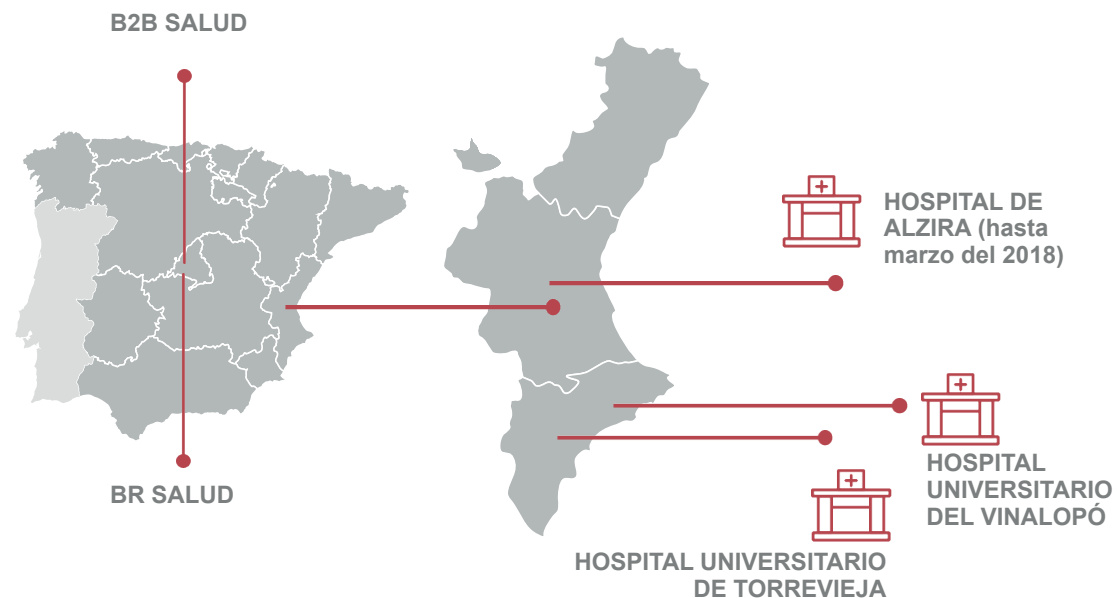 B2B SALUD
HOSPITAL DE
ALZIRA (hasta
marzo del 2018)
BR SALUD
HOSPITAL
UNIVERSITARIO
DEL VINALOPÓ
HOSPITAL UNIVERSITARIO
DE TORREVIEJA